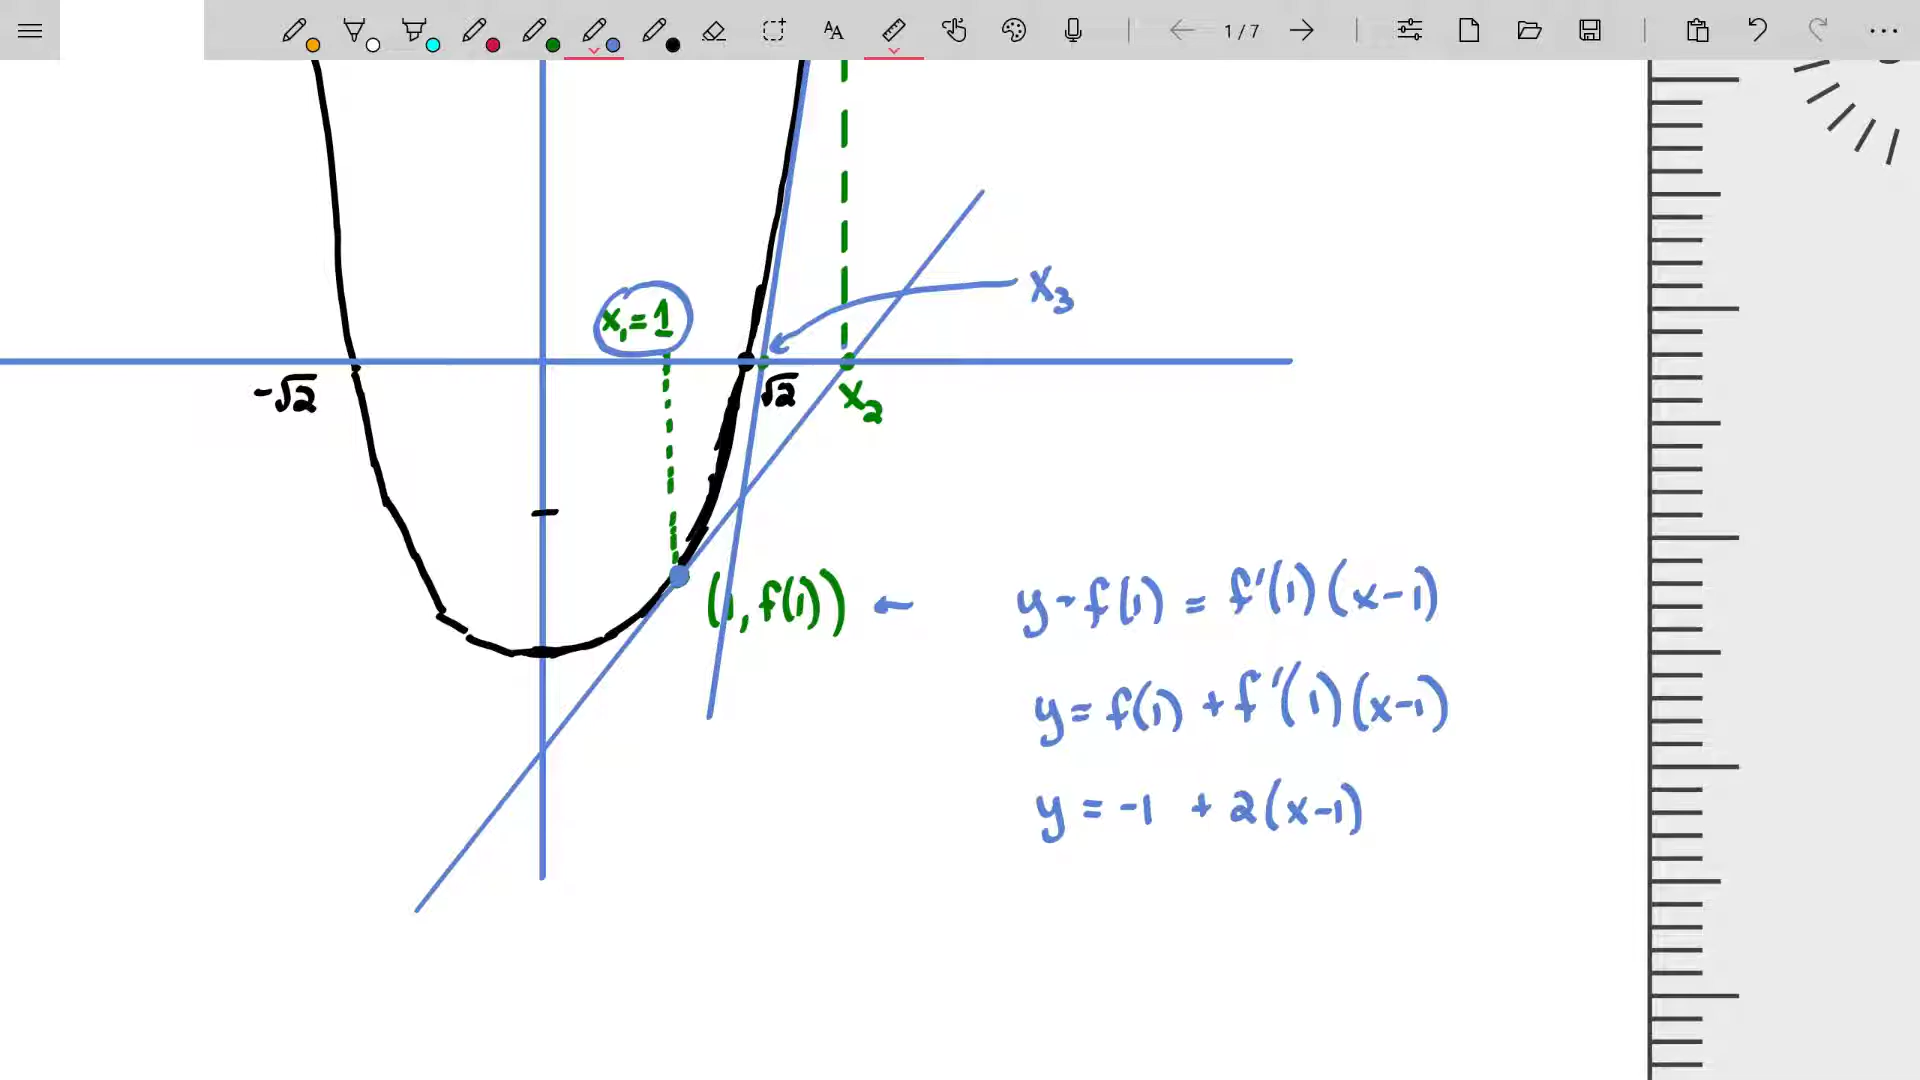 1 / 7
x₃
x₁ = 1
-√2
√2
x₂
(1, f(1)) ←
y - f(1) = f'(1)(x-1)
y = f(1) + f'(1)(x-1)
y = -1 + 2(x-1)